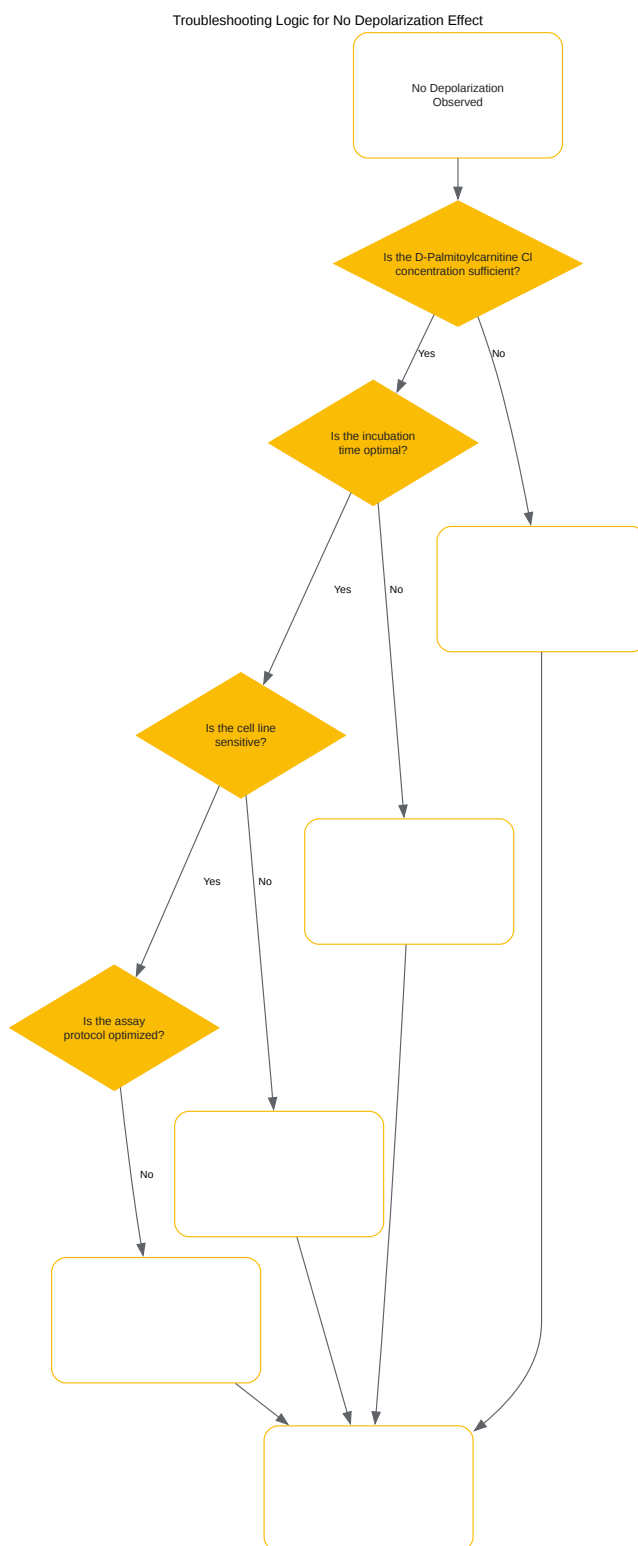 Troubleshooting Logic for No Depolarization Effect
No Depolarization
Observed
Is the D-Palmitoylcarnitine Cl
concentration sufficient?
Yes
No
Is the incubation
time optimal?
Yes
No
Is the cell line
sensitive?
Yes
No
Is the assay
protocol optimized?
No